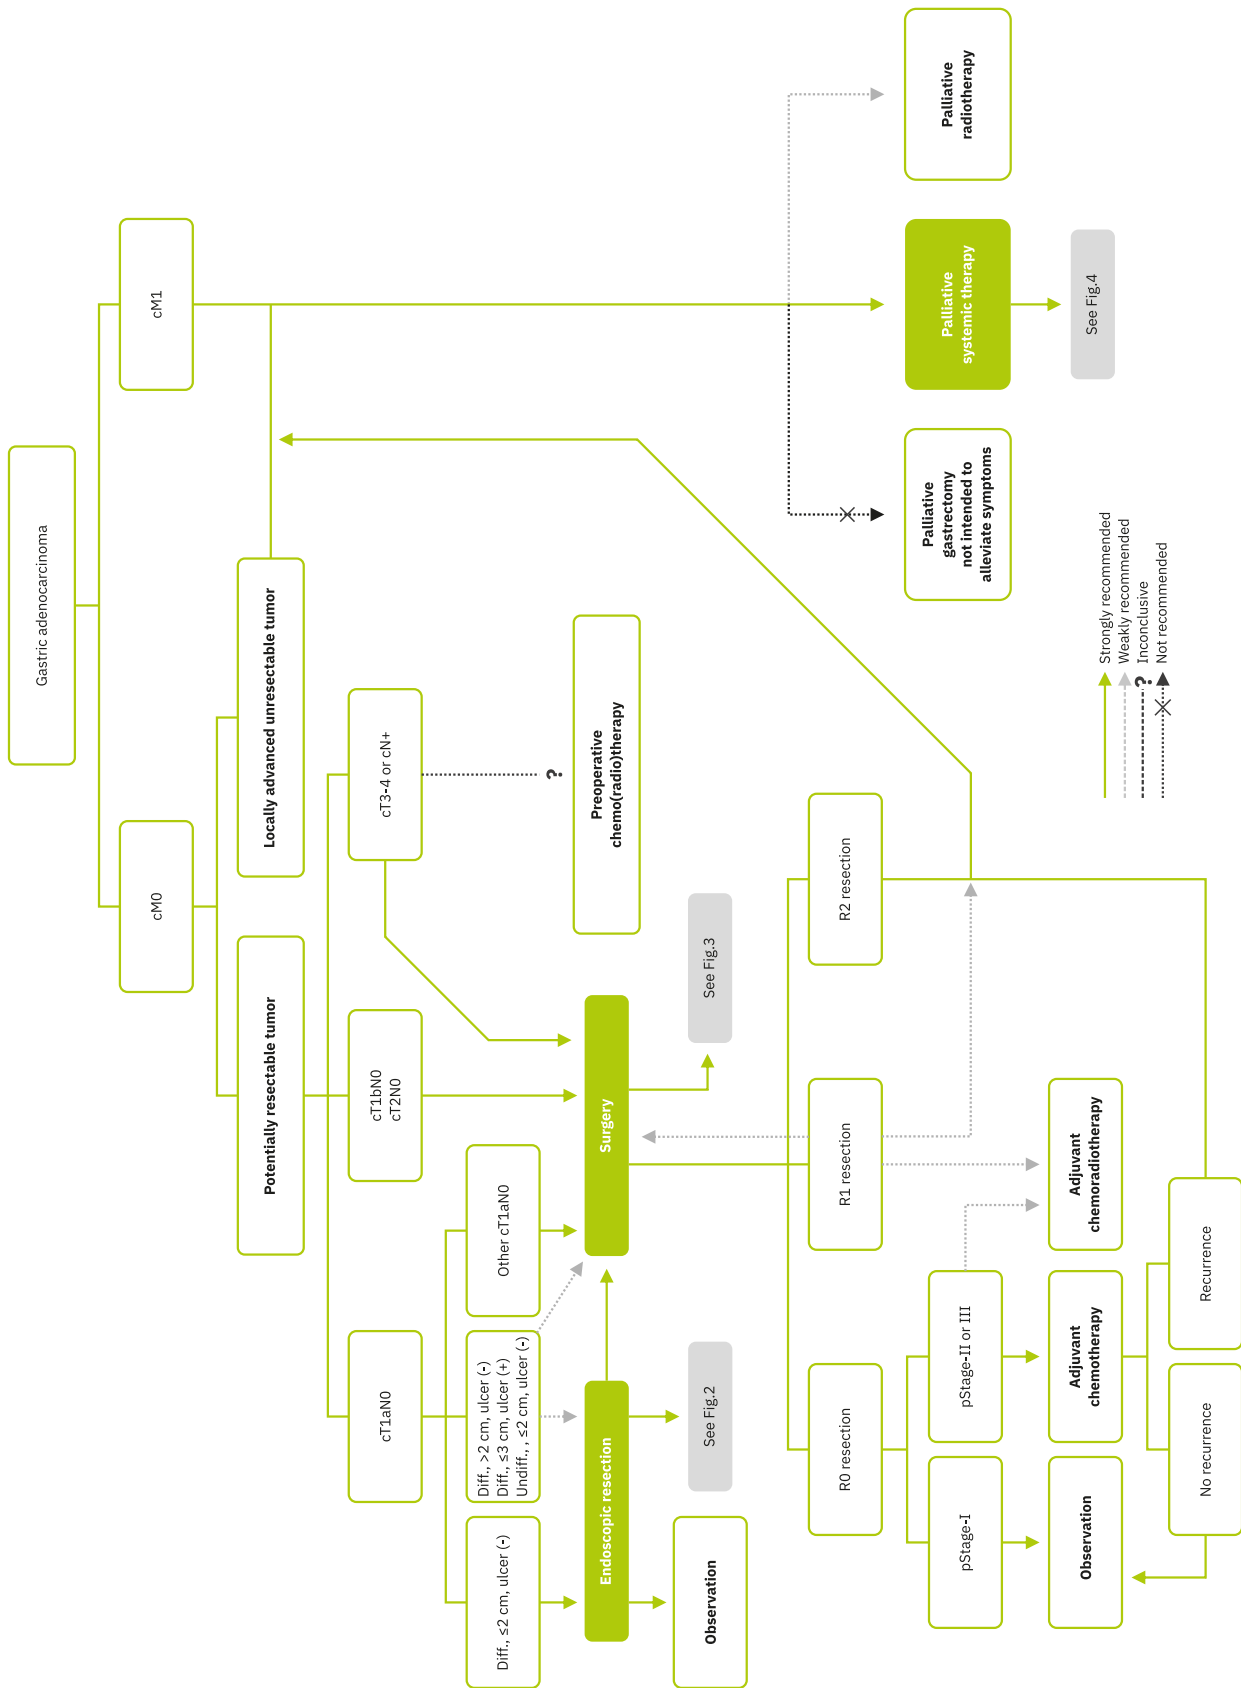 Gastric adenocarcinoma
cM0
cM1
Potentially resectable tumor
Locally advanced unresectable tumor
cT1aN0
cT1bN0
cT2N0
cT3-4 or cN+
Diff., ≤2 cm, ulcer (-)
Diff., >2 cm, ulcer (-)
Diff., ≤3 cm, ulcer (+)
Undiff., , ≤2 cm, ulcer (-)
Other cT1aN0
Endoscopic resection
Surgery
Preoperative
chemo(radio)therapy
?
Observation
See Fig.2
See Fig.3
R0 resection
R1 resection
R2 resection
pStage-I
pStage-II or III
Observation
Adjuvant
chemotherapy
Adjuvant
chemoradiotherapy
No recurrence
Recurrence
Palliative
gastrectomy
not intended to
alleviate symptoms
Palliative
systemic therapy
Palliative
radiotherapy
See Fig.4
Strongly recommended
Weakly recommended
? Inconclusive
Not recommended